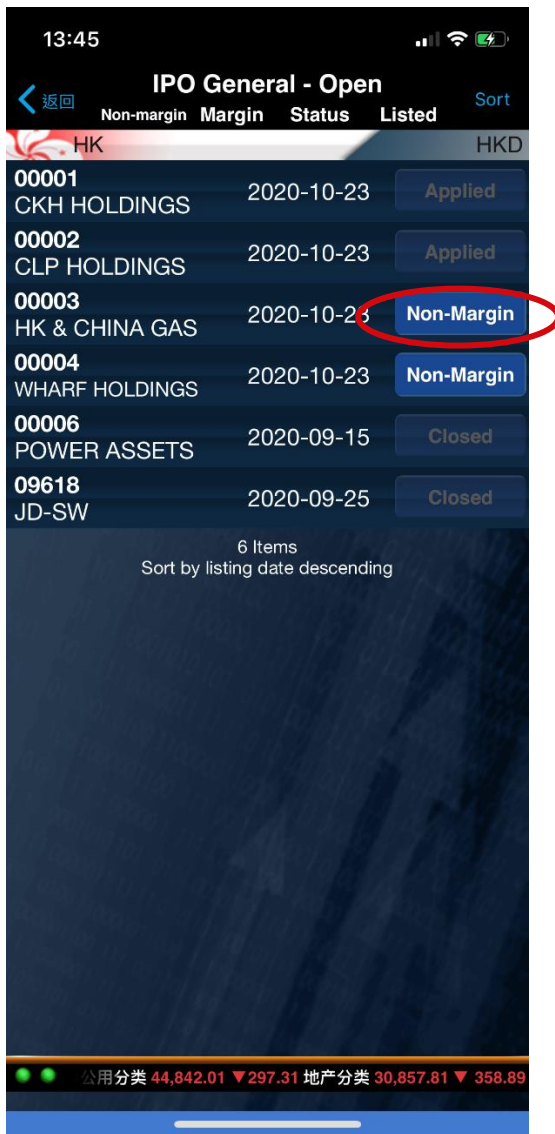 13:45
返回 IPO General - Open Sort
Non-margin Margin Status Listed
HK HKD
00001
CKH HOLDINGS 2020-10-23 Applied
00002
CLP HOLDINGS 2020-10-23 Applied
00003
HK & CHINA GAS 2020-10-23 Non-Margin
00004
WHARF HOLDINGS 2020-10-23 Non-Margin
00006
POWER ASSETS 2020-09-15 Closed
09618
JD-SW 2020-09-25 Closed
6 Items
Sort by listing date descending
公用分类 44,842.01 ▼297.31 地产分类 30,857.81 ▼ 358.89